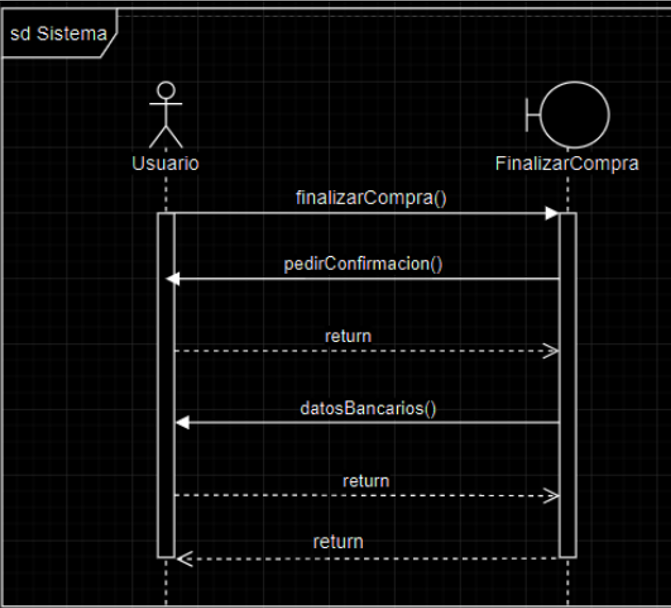 sd Sistema
Usuario
FinalizarCompra
finalizarCompra()
pedirConfirmacion()
return
datosBancarios()
return
return